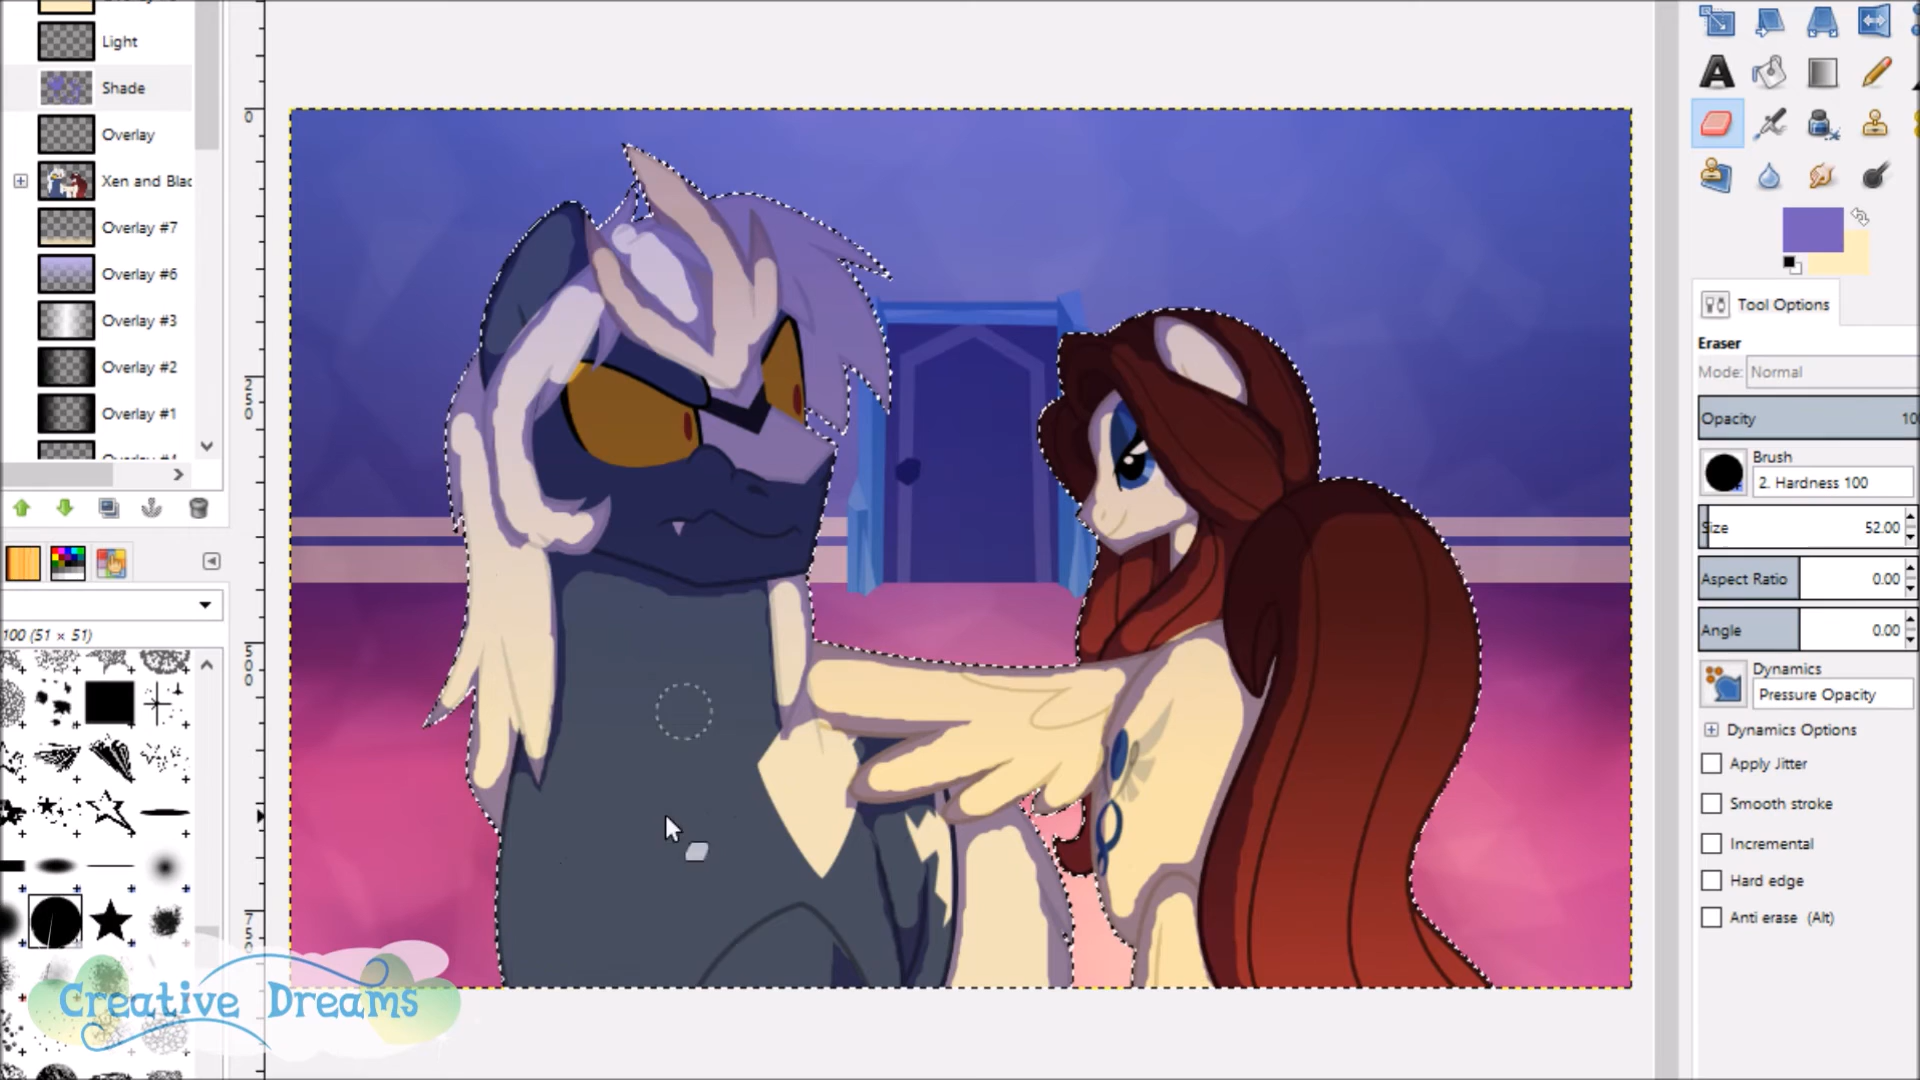 Light
Shade
Overlay
Xen and Blac
Overlay #7
Overlay #6
Overlay #3
Overlay #2
Overlay #1
100 (51 × 51)
0
250
500
750
Creative Dreams
Tool Options
Eraser
Mode: Normal
Opacity 10
Brush
2. Hardness 100
Size 52.00
Aspect Ratio 0.00
Angle 0.00
Dynamics
Pressure Opacity
Dynamics Options
Apply Jitter
Smooth stroke
Incremental
Hard edge
Anti erase (Alt)